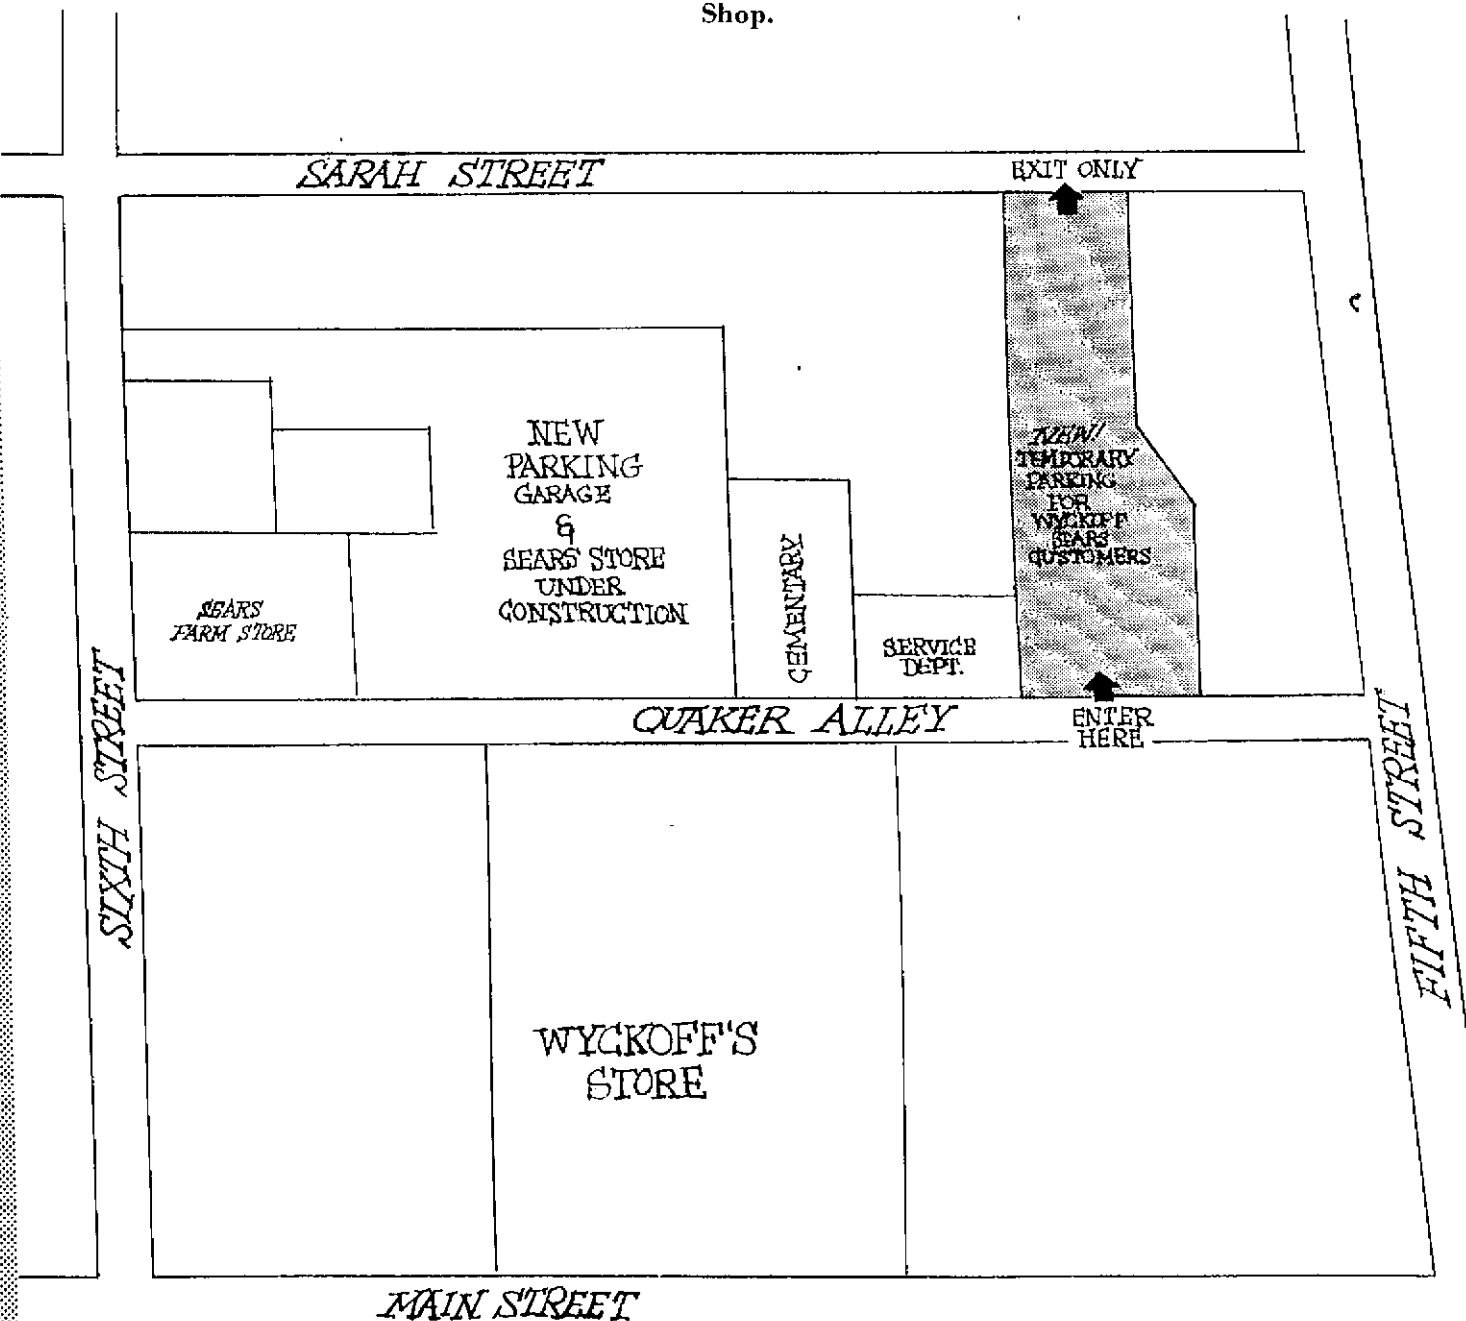 Shop.
SARAH STREET
EXIT ONLY
NEW
PARKING
GARAGE
&
SEARS STORE
UNDER
CONSTRUCTION
NEW!
TEMPORARY
PARKING
FOR
WYCKOFF
SEARS
CUSTOMERS
SEARS
FARM STORE
CEMENTARY
SERVICE
DEPT.
QUAKER ALLEY
ENTER
HERE
SIXTH STREET
FIFTH STREET
WYCKOFF'S
STORE
MAIN STREET